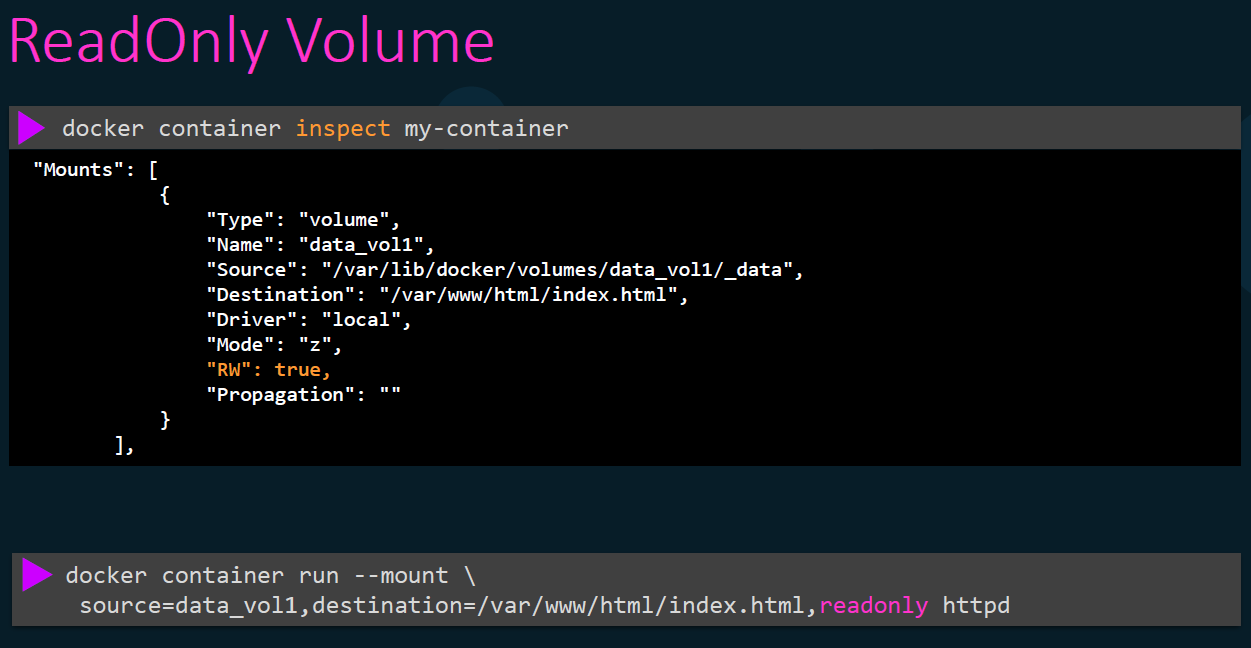 ReadOnly Volume
docker container inspect my-container
"Mounts": [
{
"Type": "volume",
"Name": "data_vol1",
"Source": "/var/lib/docker/volumes/data_vol1/_data",
"Destination": "/var/www/html/index.html",
"Driver": "local",
"Mode": "z",
"RW": true,
"Propagation": ""
}
],
docker container run --mount \
source=data_vol1,destination=/var/www/html/index.html,readonly httpd